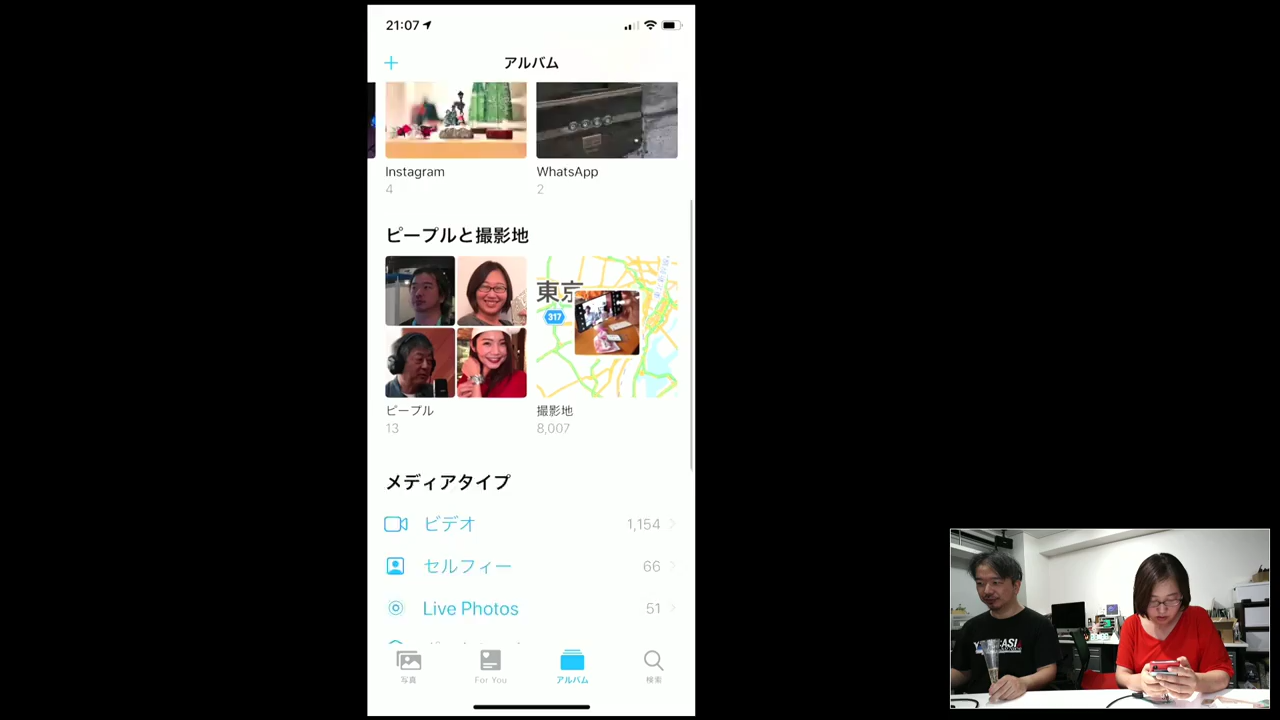 21:07
アルバム
Instagram
WhatsApp
4
2
ピープルと撮影地
東京
317
ピープル
撮影地
13
8,007
メディアタイプ
ビデオ
1,154
セルフィー
66
Live Photos
51
写真
For You
アルバム
検索